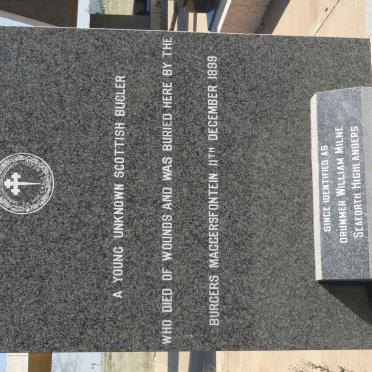 A YOUNG UNKNOWN SCOTTISH BUGLER
WHO DIED OF WOUNDS AND WAS BURIED HERE BY THE
BURGERS MAGGERSFONTEIN 11TH DECEMBER 1899
SINCE IDENTIFIED AS
DRUMMER WILLIAM MILNE
SEAFORTH HIGHLANDERS